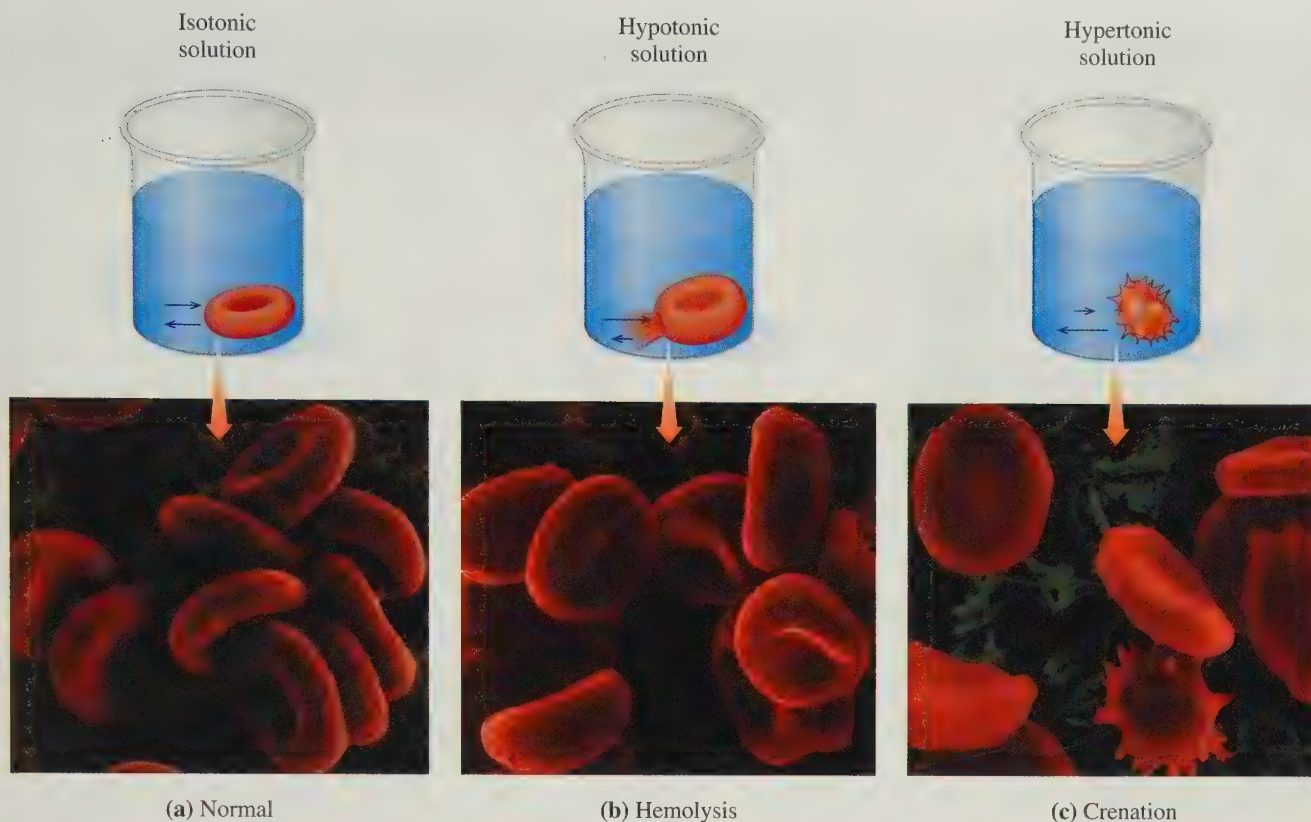 Isotonic
solution
Hypotonic
solution
Hypertonic
solution
(a) Normal
(b) Hemolysis
(c) Crenation